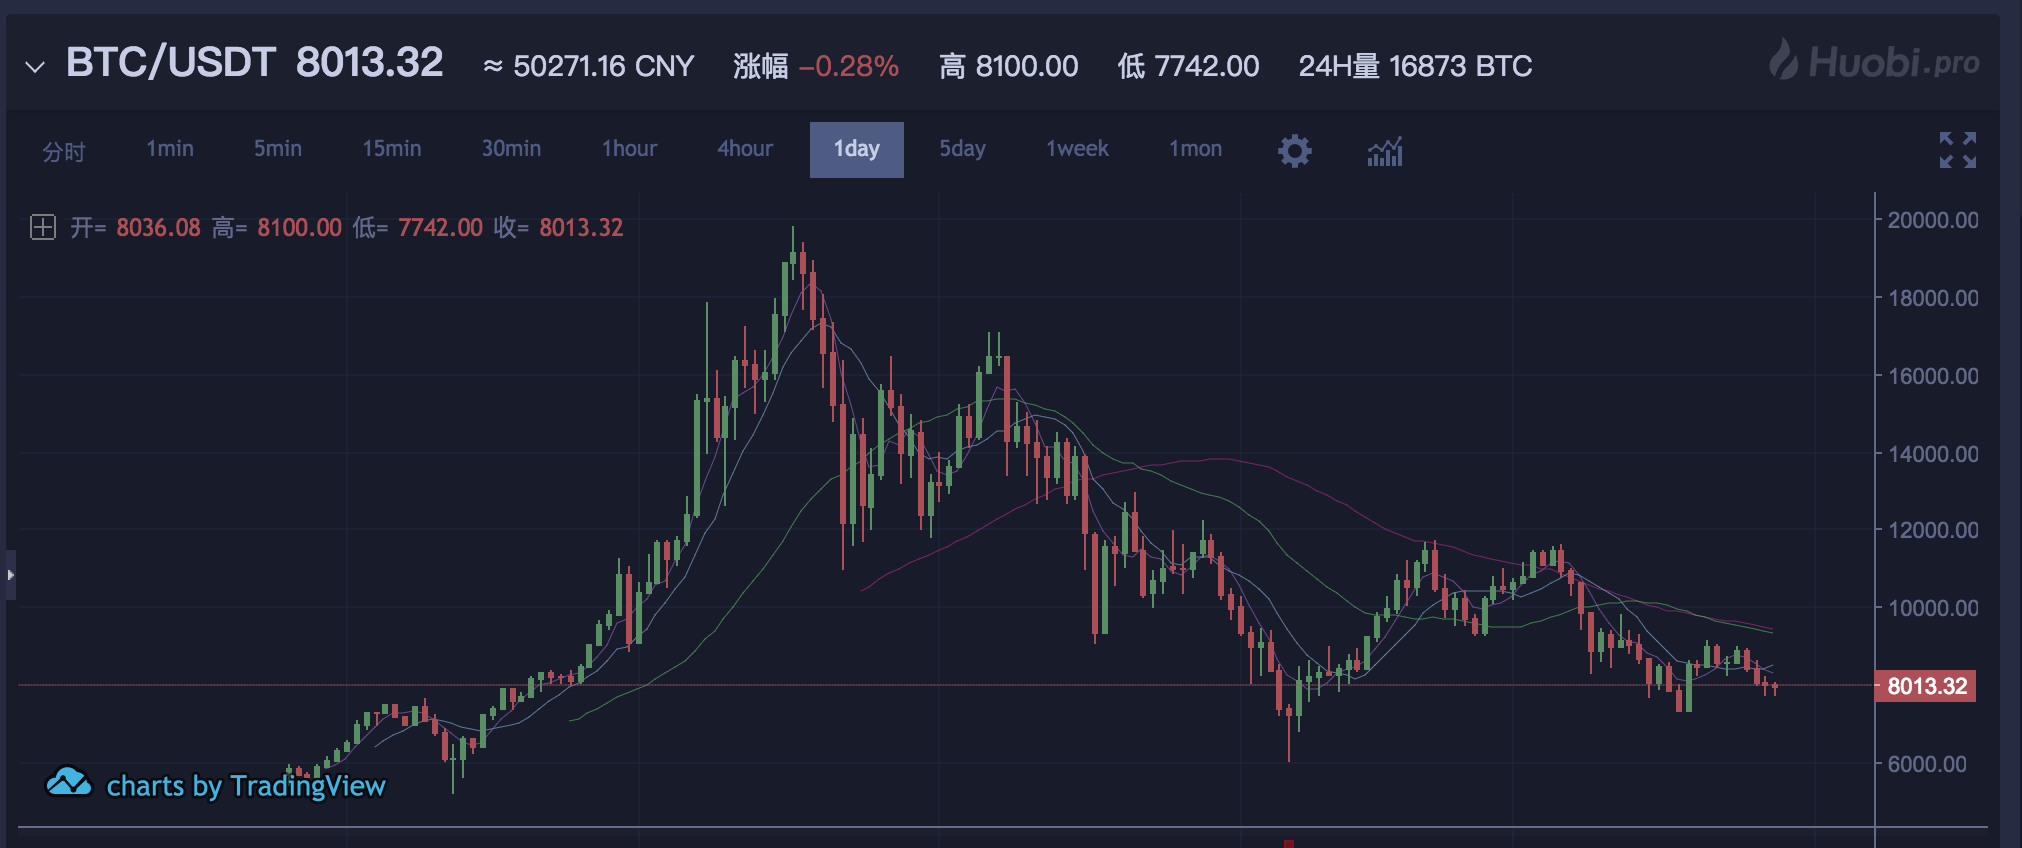 BTC/USDT 8013.32 ≈ 50271.16 CNY 涨幅 -0.28% 高 8100.00 低 7742.00 24H量 16873 BTC Huobi.pro
分时 1min 5min 15min 30min 1hour 4hour 1day 5day 1week 1mon
开= 8036.08 高= 8100.00 低= 7742.00 收= 8013.32
20000.00
18000.00
16000.00
14000.00
12000.00
10000.00
8013.32
6000.00
charts by TradingView